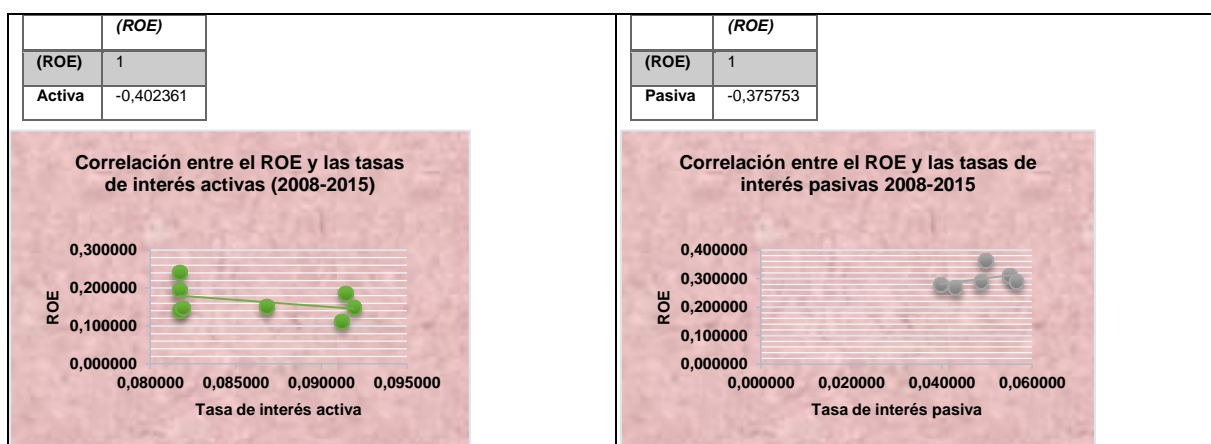 (ROE)
(ROE) 1
Activa -0,402361
Correlación entre el ROE y las tasas
de interés activas (2008-2015)
0,300000
0,200000
0,100000
0,000000
ROE
0,080000 0,085000 0,090000 0,095000
Tasa de interés activa
(ROE)
(ROE) 1
Pasiva -0,375753
Correlación entre el ROE y las tasas de
interés pasivas 2008-2015
0,400000
0,300000
0,200000
0,100000
0,000000
ROE
0,000000 0,020000 0,040000 0,060000
Tasa de interés pasiva